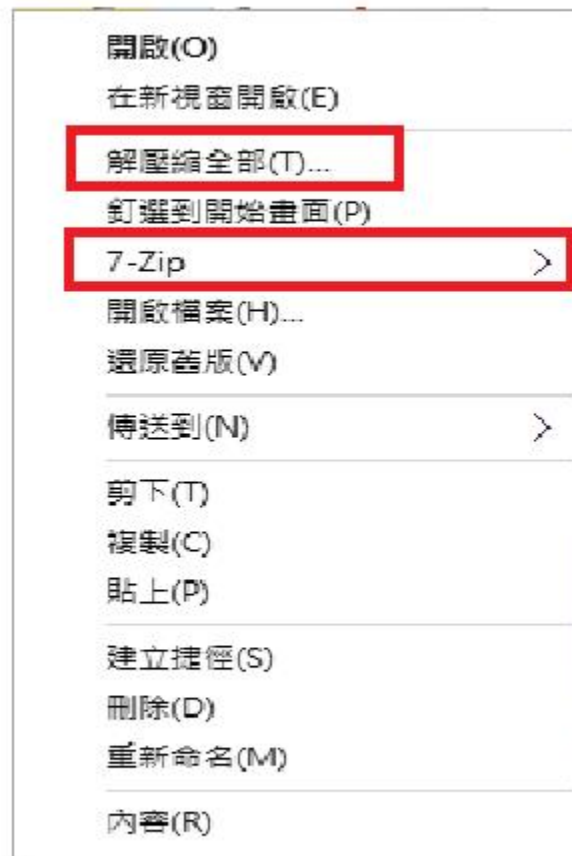 開啟(O)
在新視窗開啟(E)
解壓縮全部(T)...
釘選到開始畫面(P)
7-Zip
開啟檔案(H)...
還原舊版(V)
傳送到(N)
剪下(T)
複製(C)
貼上(P)
建立捷徑(S)
刪除(D)
重新命名(M)
內容(R)